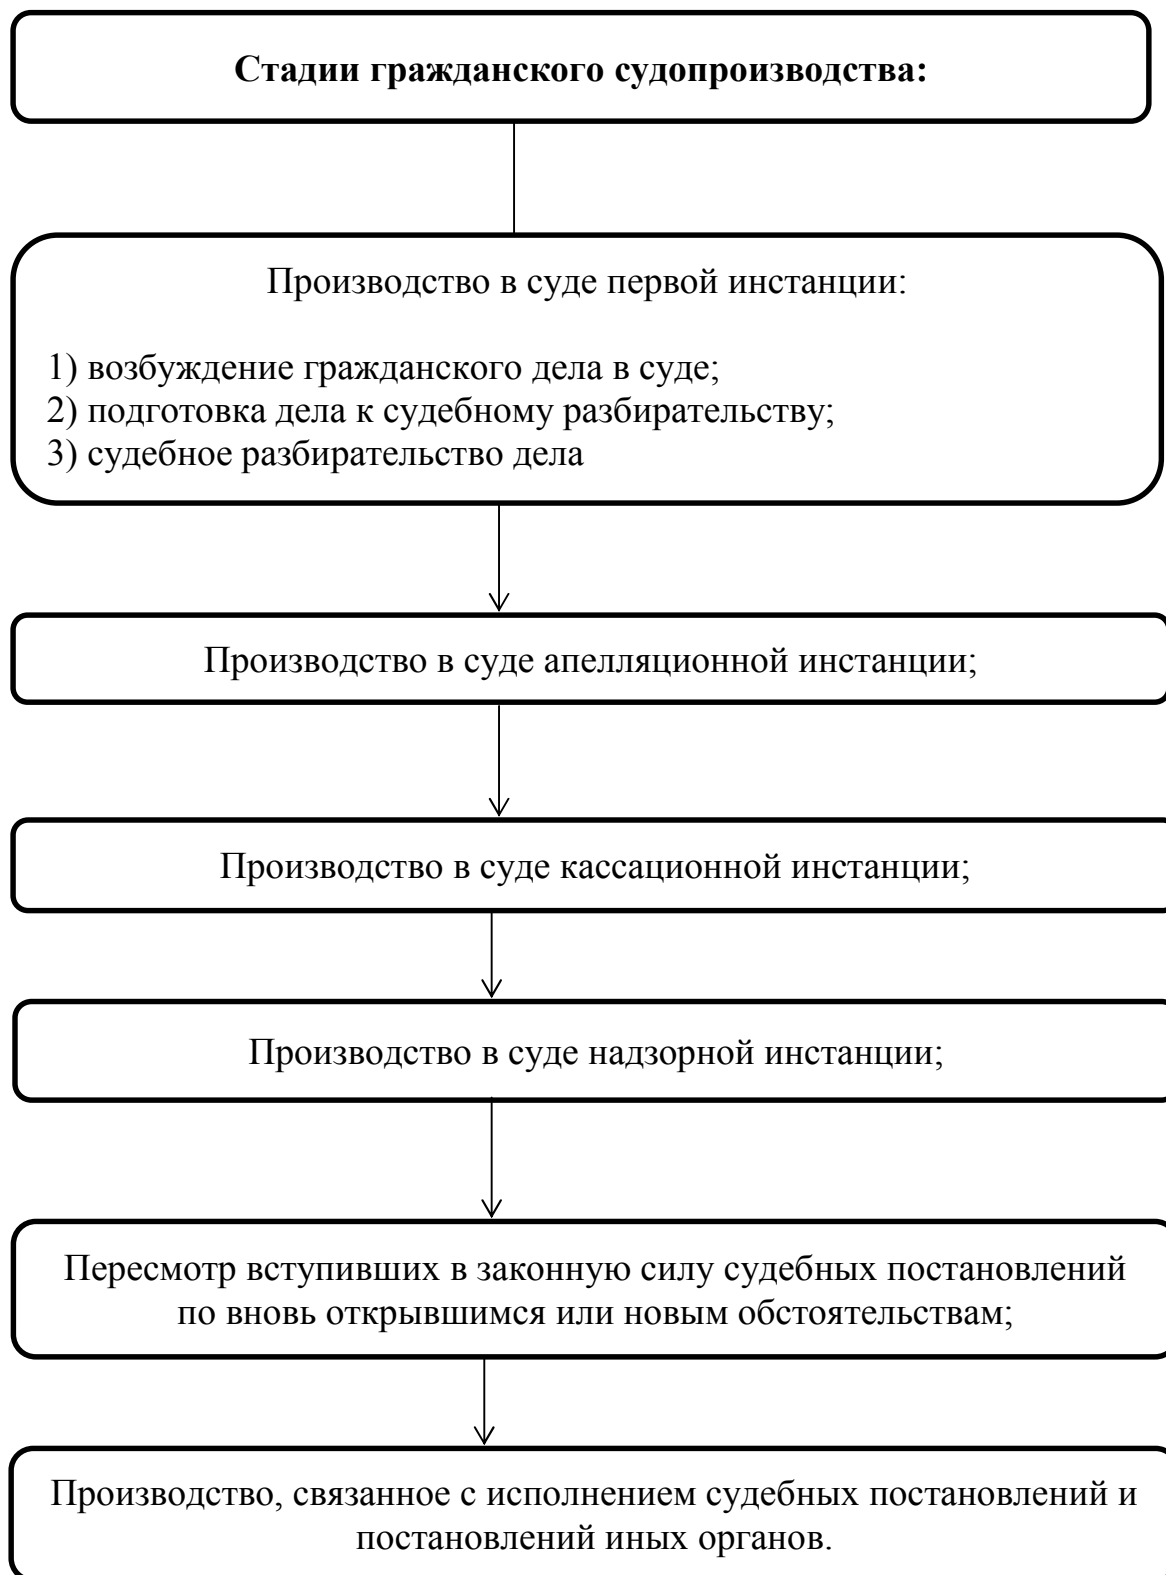 Стадии гражданского судопроизводства:
Производство в суде первой инстанции:
1) возбуждение гражданского дела в суде;
2) подготовка дела к судебному разбирательству;
3) судебное разбирательство дела
Производство в суде апелляционной инстанции;
Производство в суде кассационной инстанции;
Производство в суде надзорной инстанции;
Пересмотр вступивших в законную силу судебных постановлений
по вновь открывшимся или новым обстоятельствам;
Производство, связанное с исполнением судебных постановлений и
постановлений иных органов.